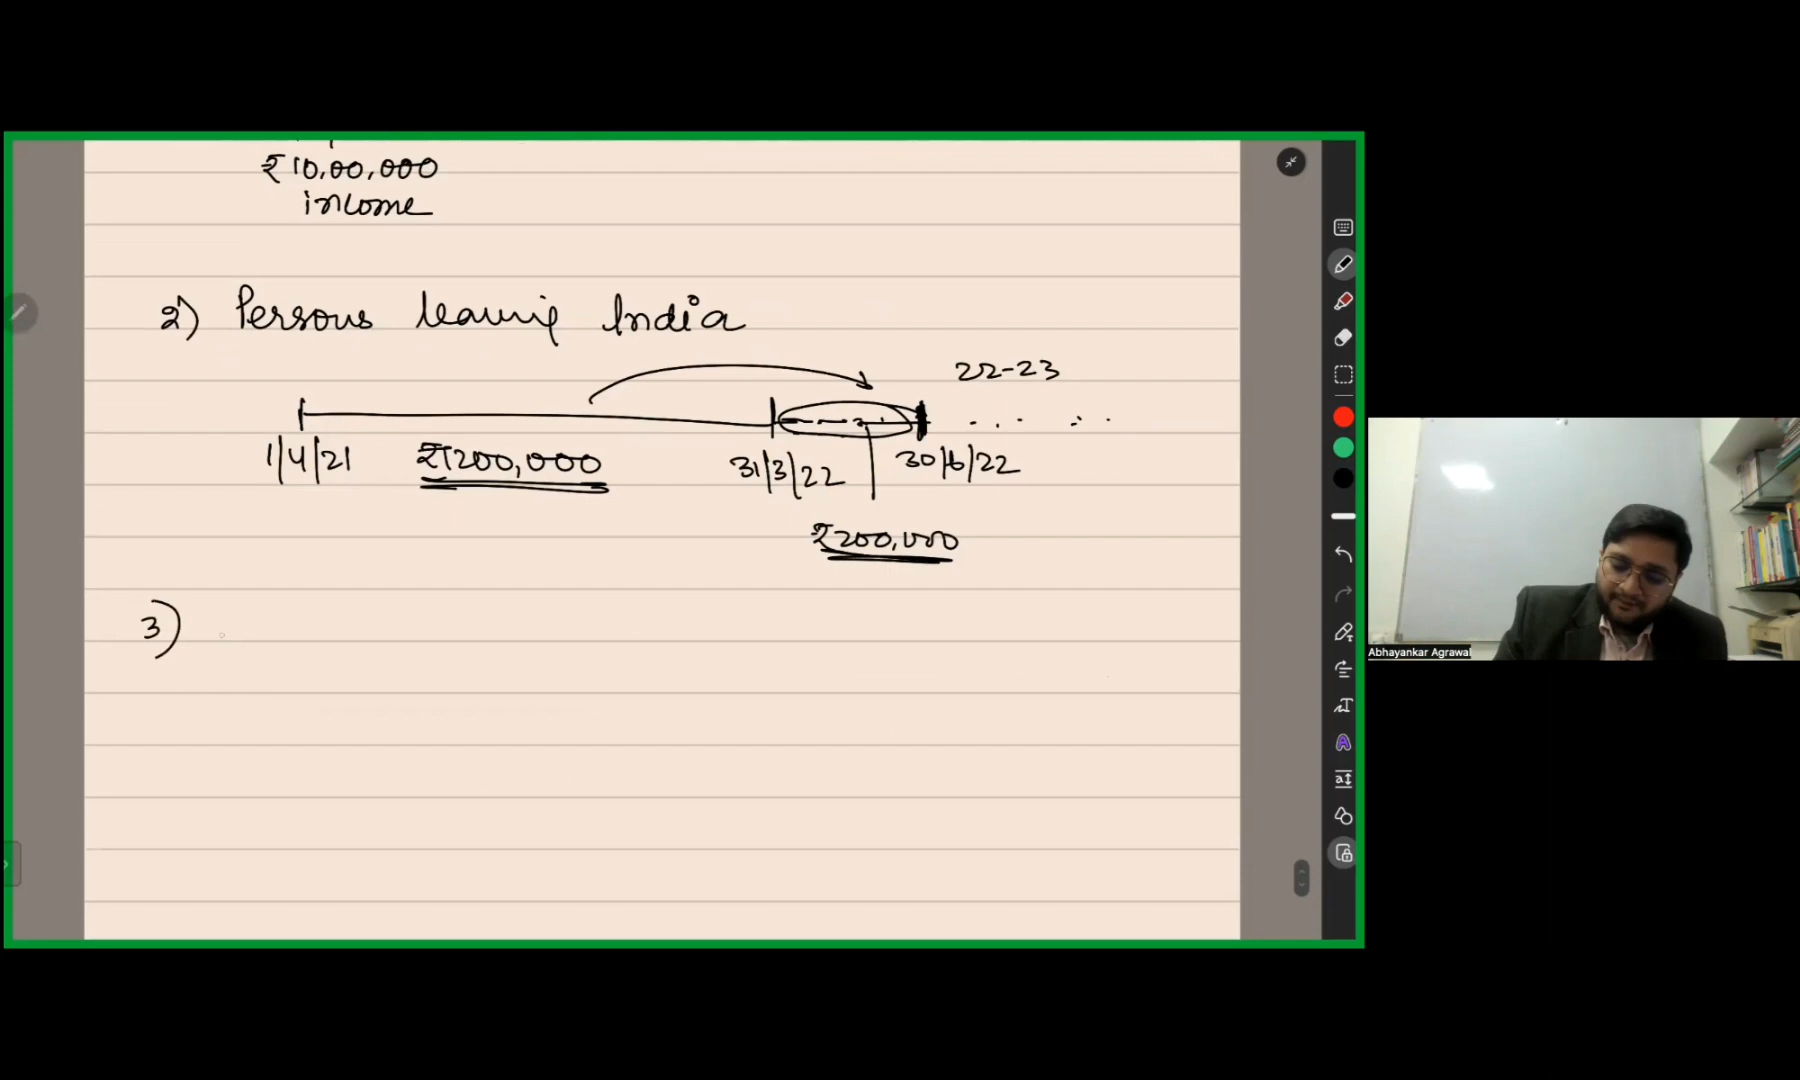 ₹10,00,000
income
2) Persons leaving India
22-23
1/4/21 ₹1200,000 31/3/22 30/6/22
₹200,000
3)
Abhayankar Agrawal